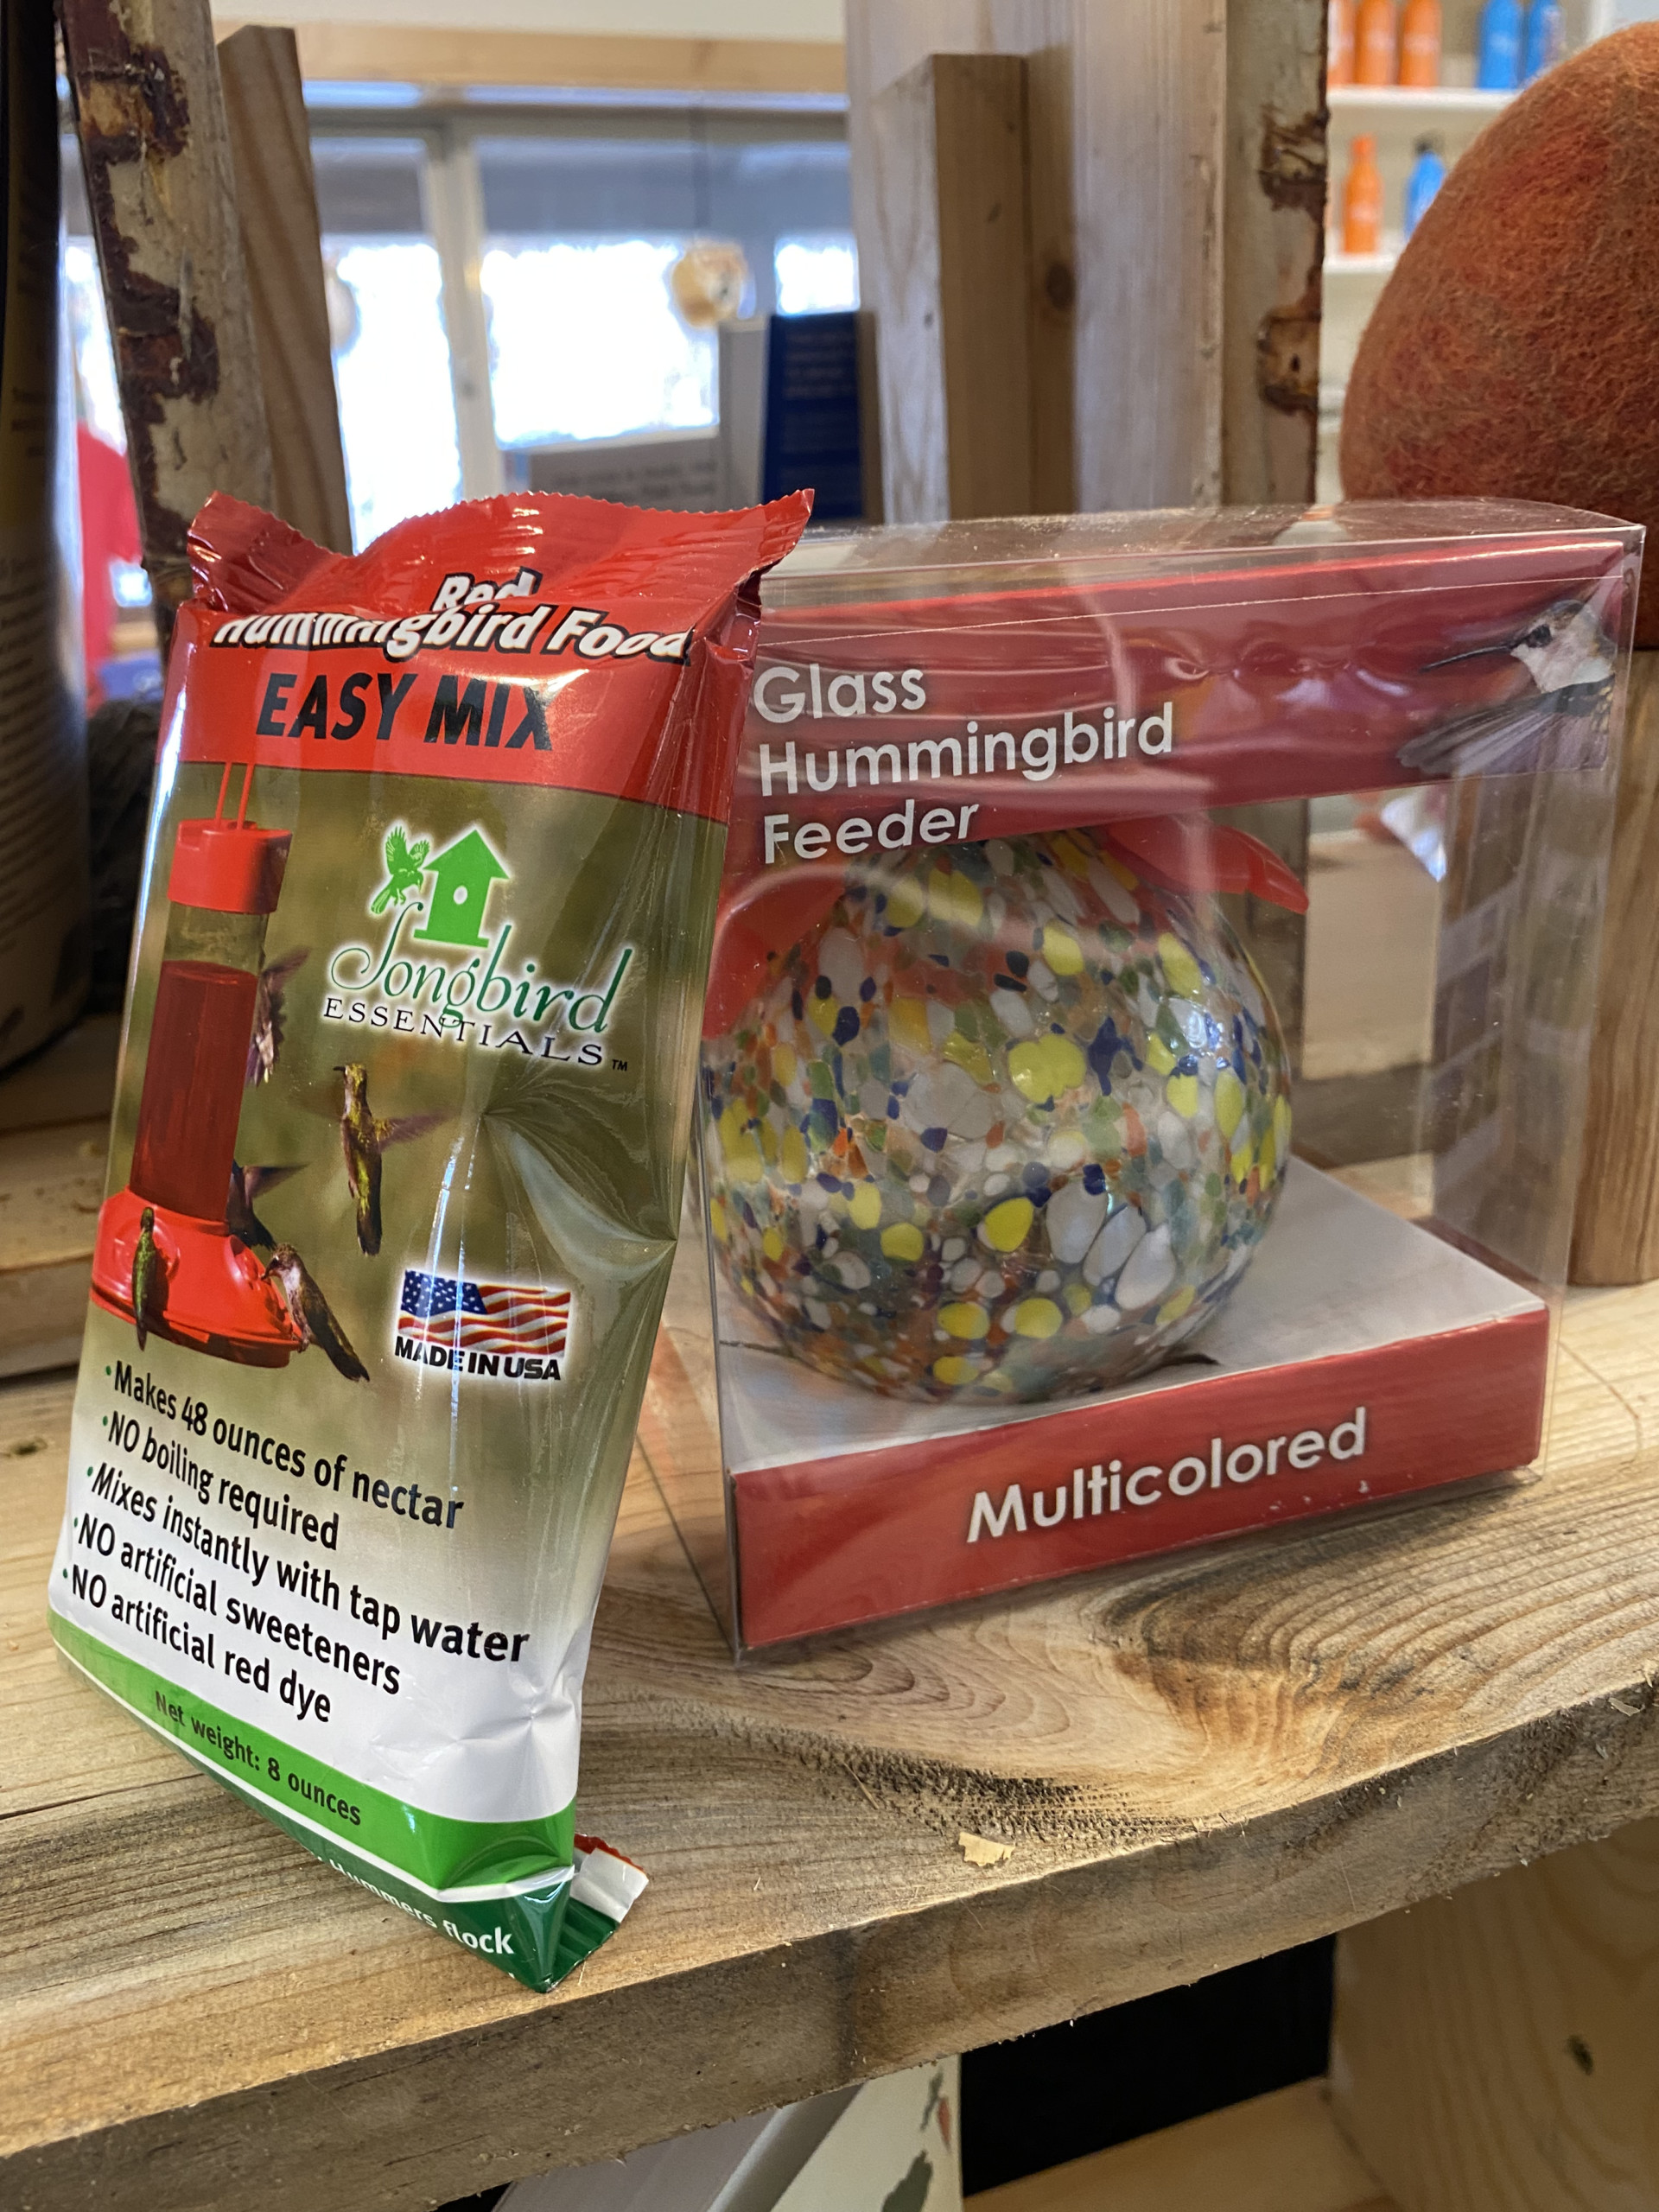 Red
Hummingbird Food
EASY MIX
Songbird
ESSENTIALS™
MADE IN USA
•Makes 48 ounces of nectar
•NO boiling required
•Mixes instantly with tap water
•NO artificial sweeteners
•NO artificial red dye
Net weight: 8 ounces
Hummers flock
Glass
Hummingbird
Feeder
Multicolored